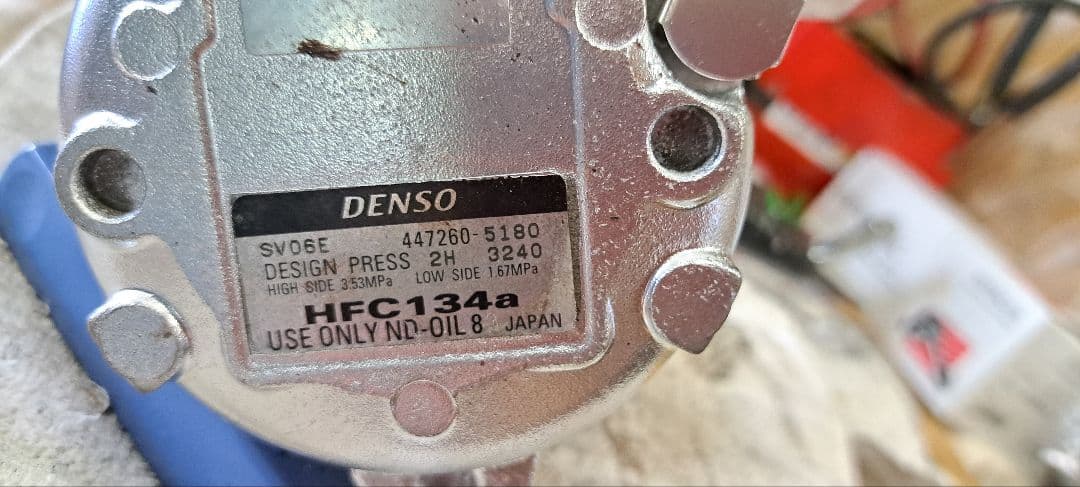 DENSO
SV06E 447260-5180
DESIGN PRESS 2H 3240
HIGH SIDE 3.53MPa LOW SIDE 1.67MPa
HFC134a
USE ONLY ND-OIL 8 JAPAN